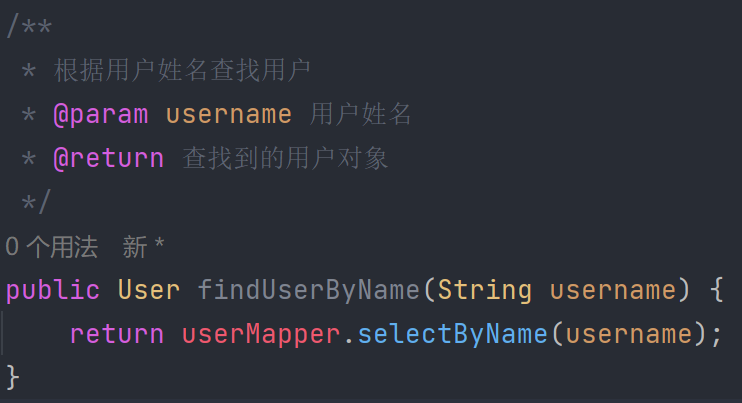 /**
 * 根据用户姓名查找用户
 * @param username 用户姓名
 * @return 查找到的用户对象
 */
0 个用法 新 *
public User findUserByName(String username) {
    return userMapper.selectByName(username);
}